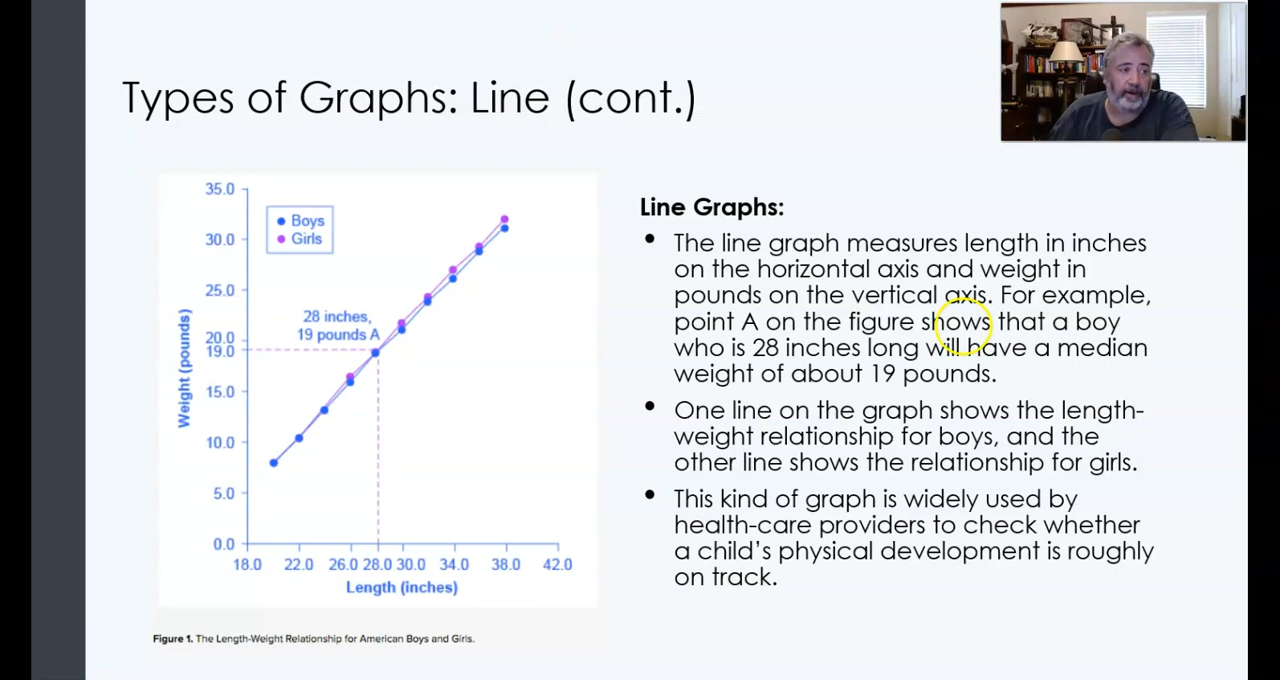 Types of Graphs: Line (cont.)
35.0
30.0
25.0
20.0
19.0
15.0
10.0
5.0
0.0
Weight (pounds)
Boys
Girls
28 inches,
19 pounds A
18.0 22.0 26.0 28.0 30.0 34.0 38.0 42.0
Length (inches)
Figure 1. The Length-Weight Relationship for American Boys and Girls.
Line Graphs:
• The line graph measures length in inches
on the horizontal axis and weight in
pounds on the vertical axis. For example,
point A on the figure shows that a boy
who is 28 inches long will have a median
weight of about 19 pounds.
• One line on the graph shows the length-
weight relationship for boys, and the
other line shows the relationship for girls.
• This kind of graph is widely used by
health-care providers to check whether
a child's physical development is roughly
on track.